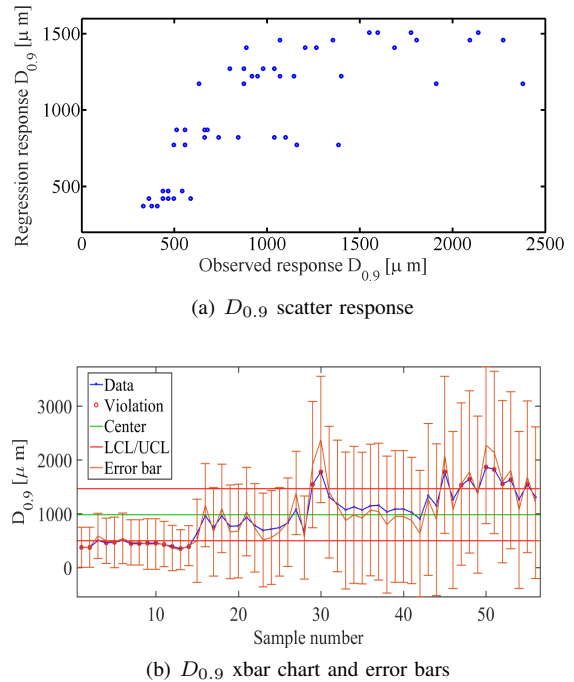 Regression response D0.9 [μ m]
1500
1000
500
0 500 1000 1500 2000 2500
Observed response D0.9 [μ m]
(a) D0.9 scatter response
D0.9 [μ m]
3000
2000
1000
0
Data
Violation
Center
LCL/UCL
Error bar
10 20 30 40 50
Sample number
(b) D0.9 xbar chart and error bars